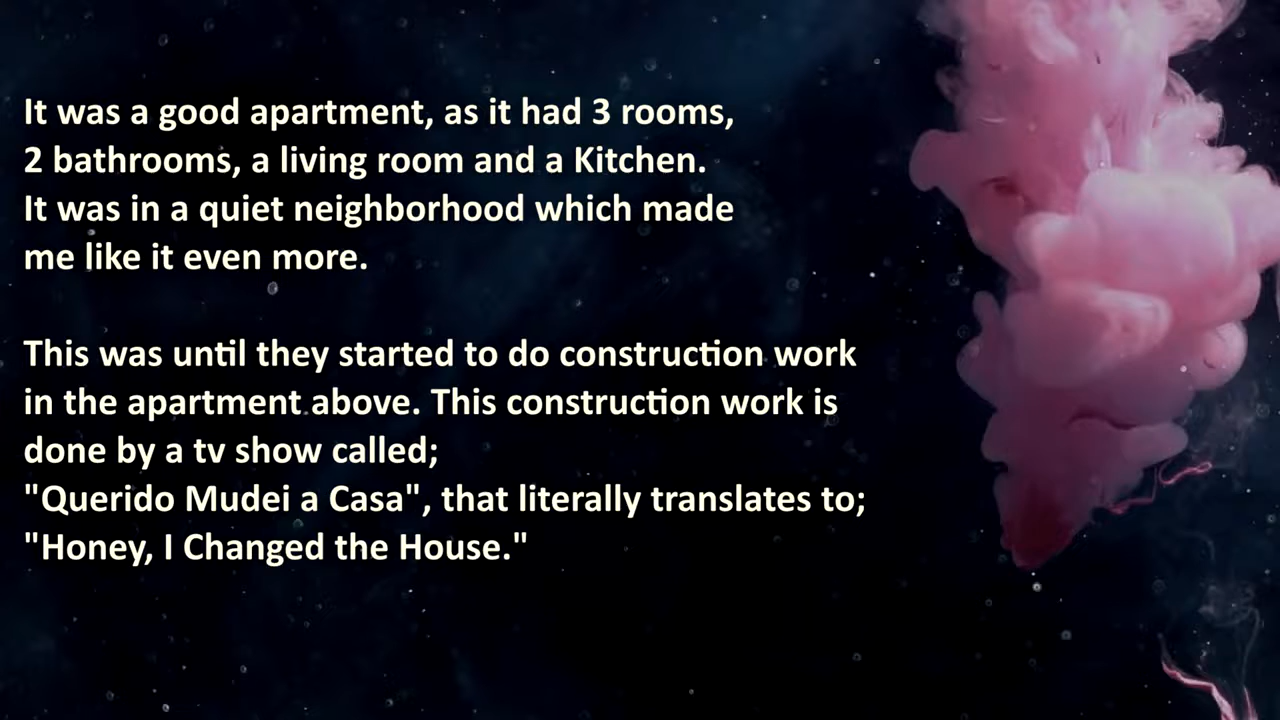 It was a good apartment, as it had 3 rooms,
2 bathrooms, a living room and a Kitchen.
It was in a quiet neighborhood which made
me like it even more.
This was until they started to do construction work
in the apartment above. This construction work is
done by a tv show called;
"Querido Mudei a Casa", that literally translates to;
"Honey, I Changed the House."